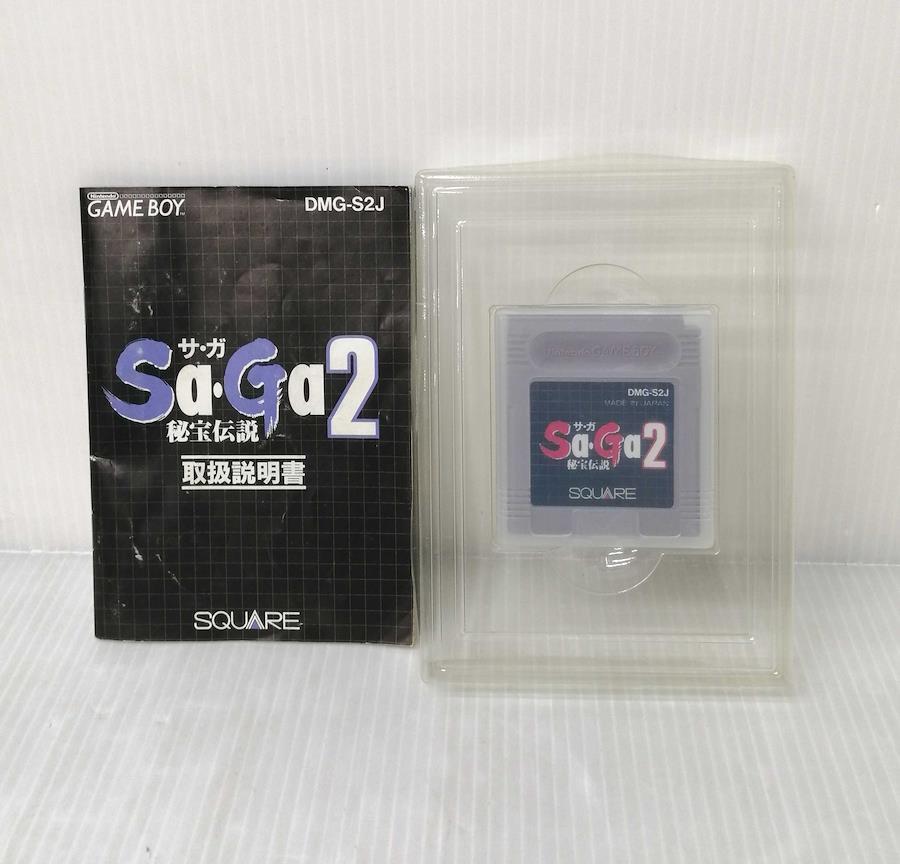 Nintendo
GAME BOY™
DMG-S2J
サ・ガ
Sa・Ga2
秘宝伝説
取扱説明書
SQUARE
Nintendo GAME BOY
DMG-S2J
MADE IN JAPAN
サ・ガ
Sa・Ga2
秘宝伝説
SQUARE